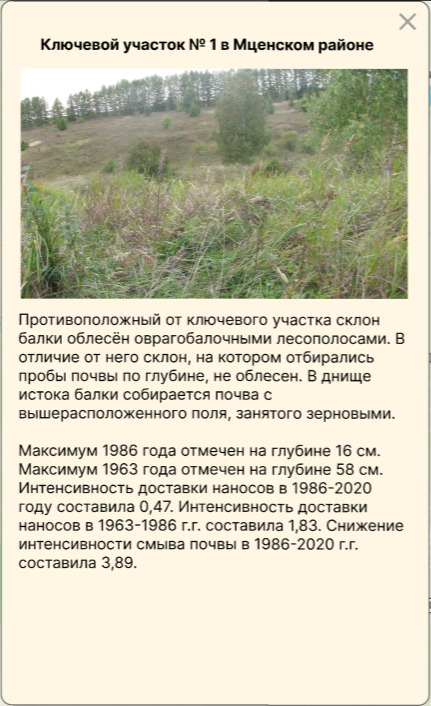 Ключевой участок № 1 в Мценском районе
Противоположный от ключевого участка склон
балки облесён оврагобалочными лесополосами. В
отличие от него склон, на котором отбирались
пробы почвы по глубине, не облесен. В днище
истока балки собирается почва с
вышерасположенного поля, занятого зерновыми.
Максимум 1986 года отмечен на глубине 16 см.
Максимум 1963 года отмечен на глубине 58 см.
Интенсивность доставки наносов в 1986-2020
году составила 0,47. Интенсивность доставки
наносов в 1963-1986 г.г. составила 1,83. Снижение
интенсивности смыва почвы в 1986-2020 г.г.
составила 3,89.